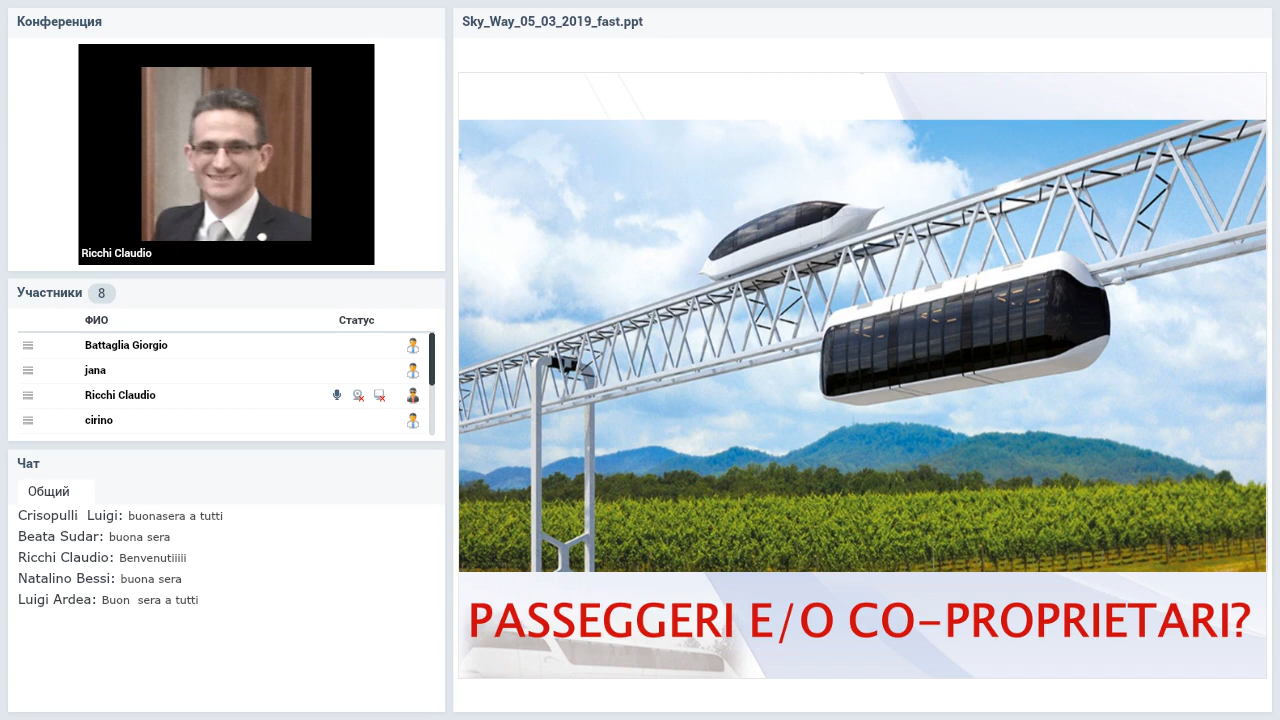 Конференция
Ricchi Claudio
Участники 8
ФИО Статус
Battaglia Giorgio
jana
Ricchi Claudio
cirino
Чат
Общий
Crisopulli Luigi: buonasera a tutti
Beata Sudar: buona sera
Ricchi Claudio: Benvenutiiiii
Natalino Bessi: buona sera
Luigi Ardea: Buon sera a tutti
Sky_Way_05_03_2019_fast.ppt
PASSEGGERI E/O CO-PROPRIETARI?